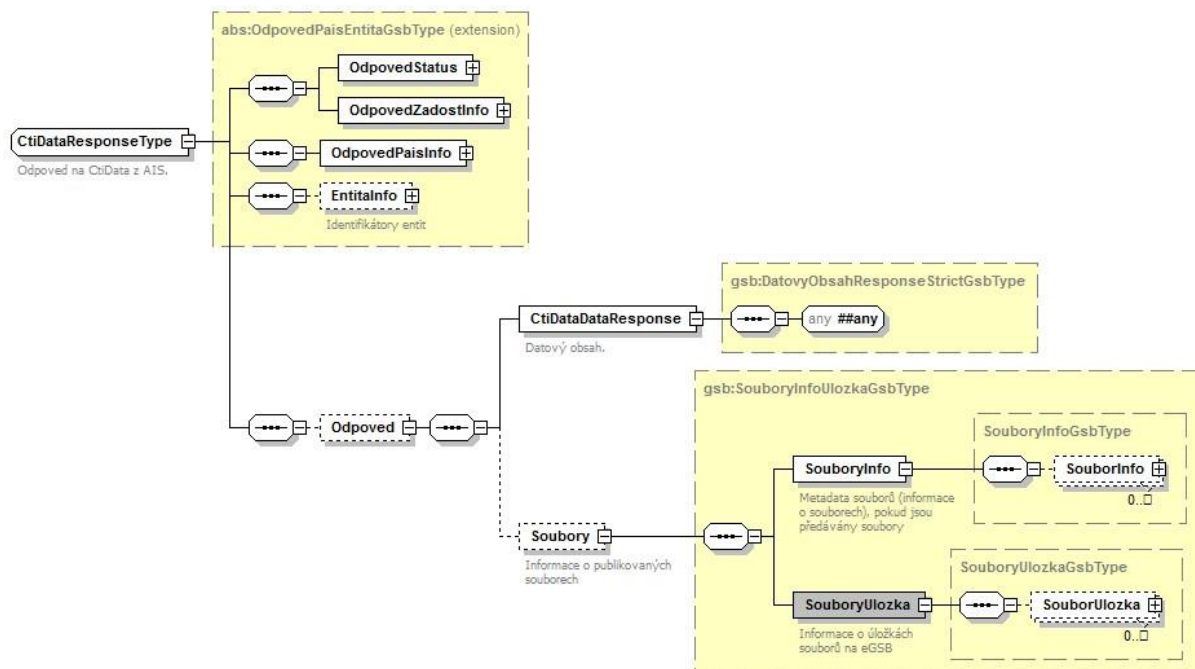 abs:OdpovedPaisEntitaGsbType (extension)
OdpovedStatus
OdpovedZadostInfo
CtiDataResponseType
Odpoved na CtiData z AIS.
OdpovedPaisInfo
EntitaInfo
Identifikátory entit
gsb:DatovyObsahResponseStrictGsbType
CtiDataDataResponse
any ##any
Datový obsah.
gsb:SouboryInfoUlozkaGsbType
Odpoved
SouboryInfoGsbType
SouboryInfo
SouborInfo
Metadata souborů (informace
o souborech), pokud jsou
předávány soubory
0..
Soubory
Informace o publikovaných
souborech
SouboryUlozkaGsbType
SouboryUlozka
SouborUlozka
Informace o úložkách
souborů na eGSB
0..